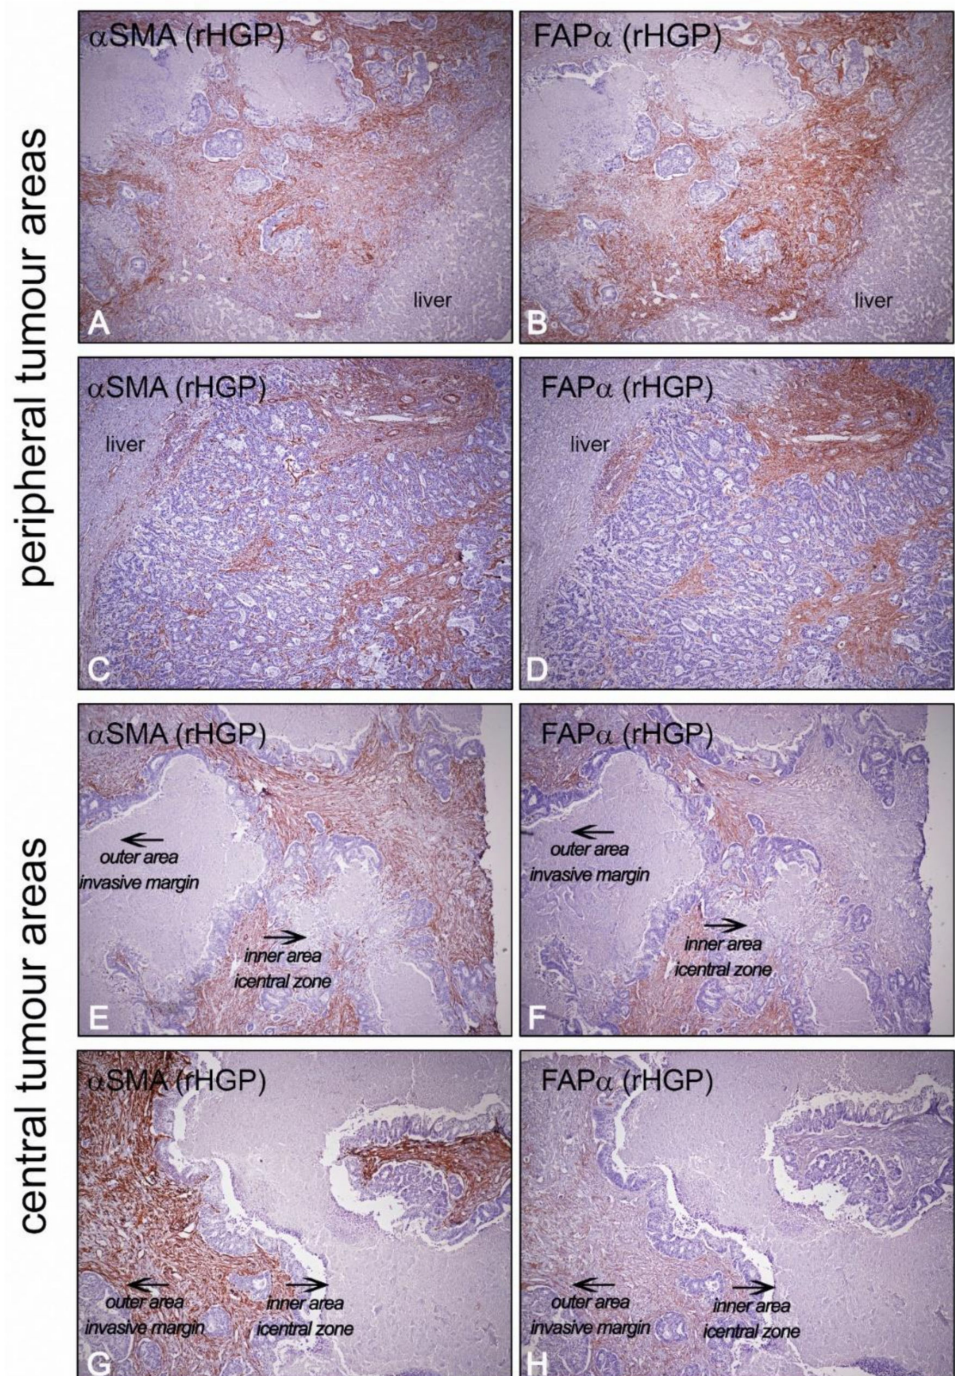 peripheral tumour areas
αSMA (rHGP)
FAPα (rHGP)
liver
A
liver
B
αSMA (rHGP)
FAPα (rHGP)
liver
C
liver
D
central tumour areas
αSMA (rHGP)
FAPα (rHGP)
outer area
invasive margin
inner area
icentral zone
E
outer area
invasive margin
inner area
icentral zone
F
αSMA (rHGP)
FAPα (rHGP)
outer area
invasive margin
inner area
icentral zone
G
outer area
invasive margin
inner area
icentral zone
H